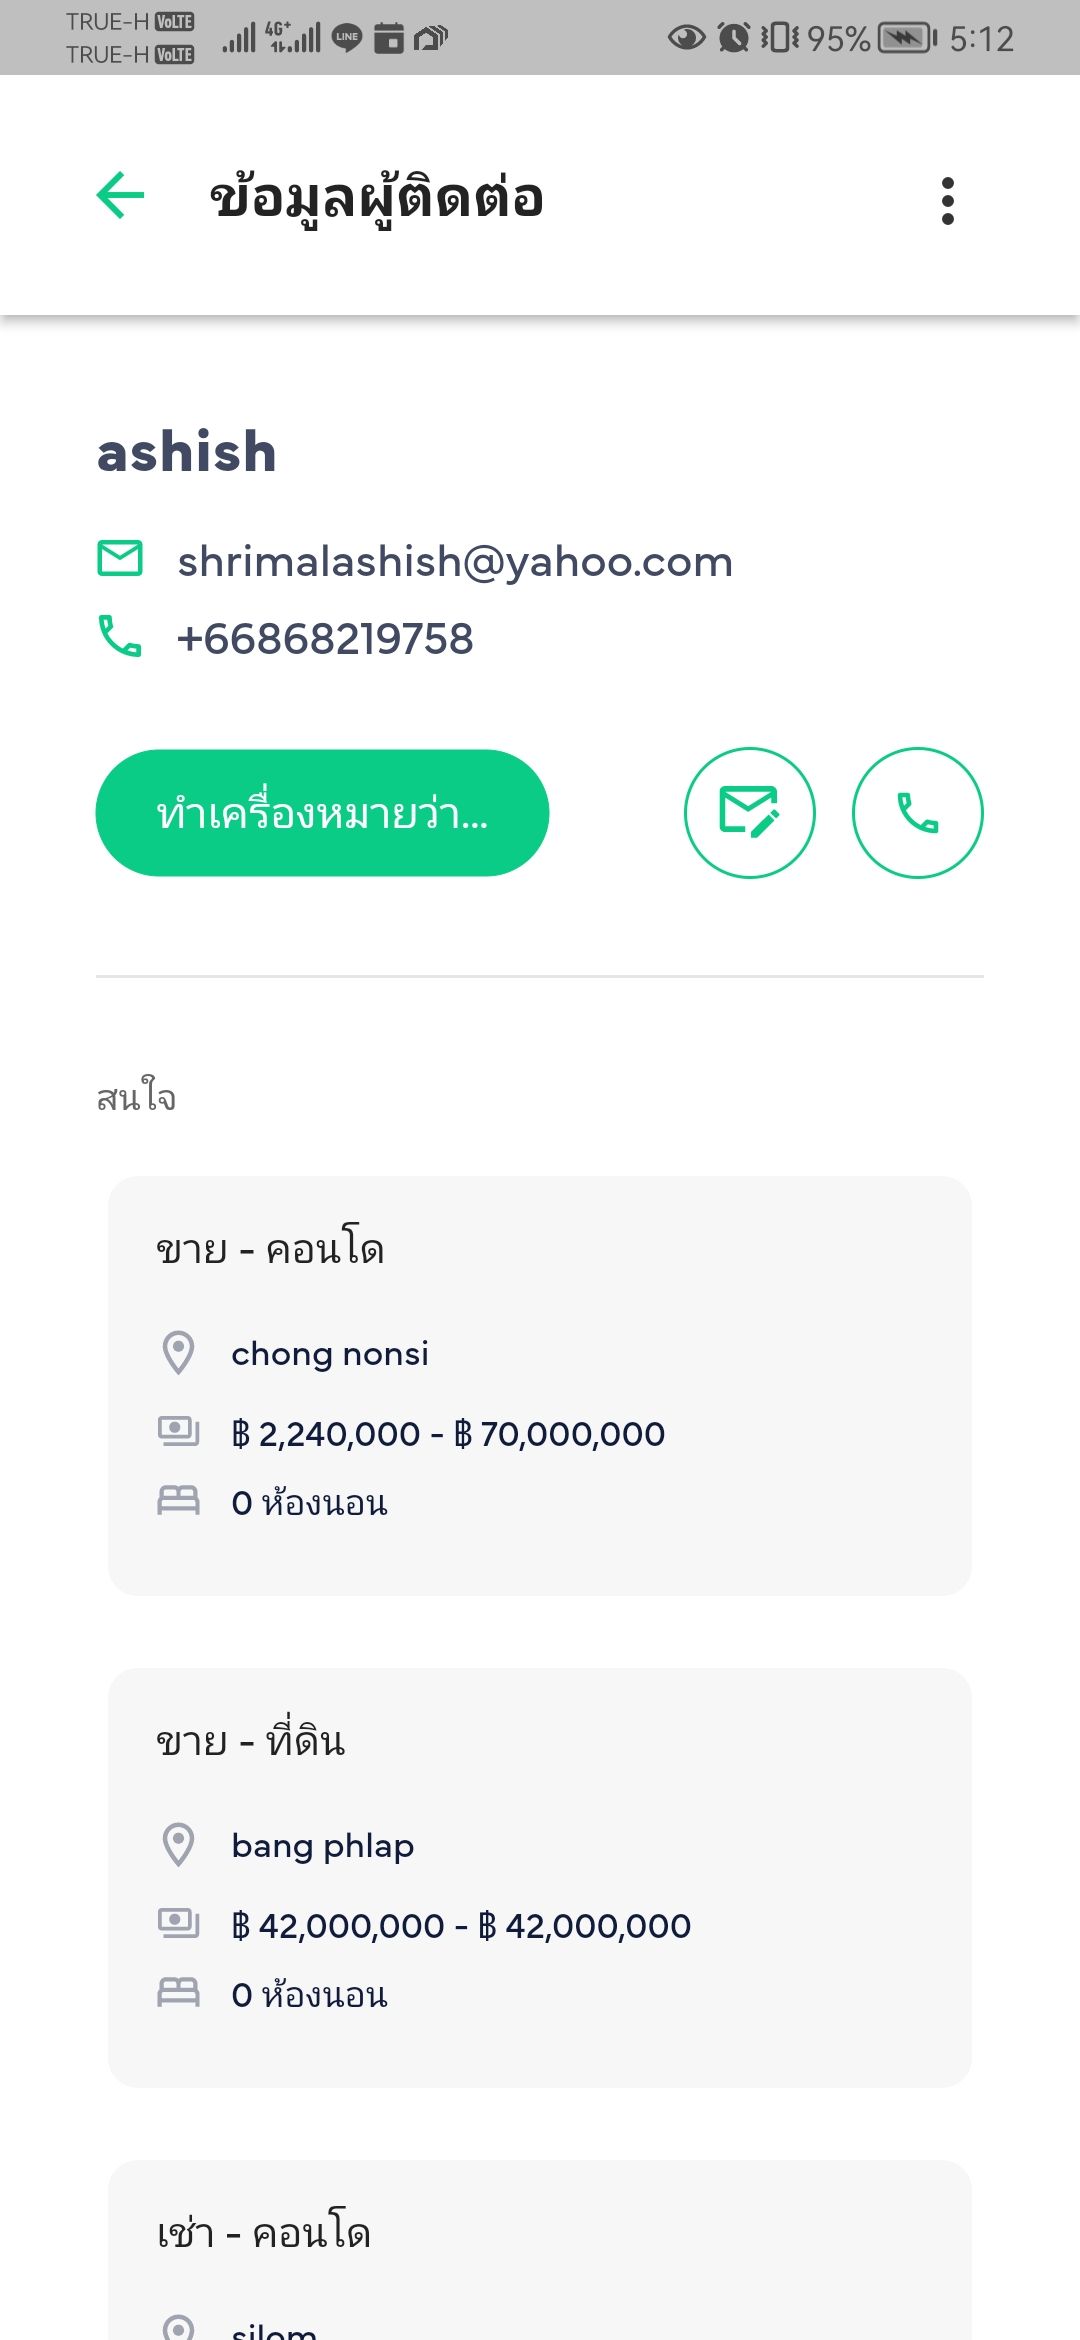 TRUE-H VoLTE
TRUE-H VoLTE
4G+
LINE
95%
5:12
ข้อมูลผู้ติดต่อ
ashish
shrimalashish@yahoo.com
+66868219758
ทำเครื่องหมายว่า...
สนใจ
ขาย - คอนโด
chong nonsi
฿ 2,240,000 - ฿ 70,000,000
0 ห้องนอน
ขาย - ที่ดิน
bang phlap
฿ 42,000,000 - ฿ 42,000,000
0 ห้องนอน
เช่า - คอนโด
silom